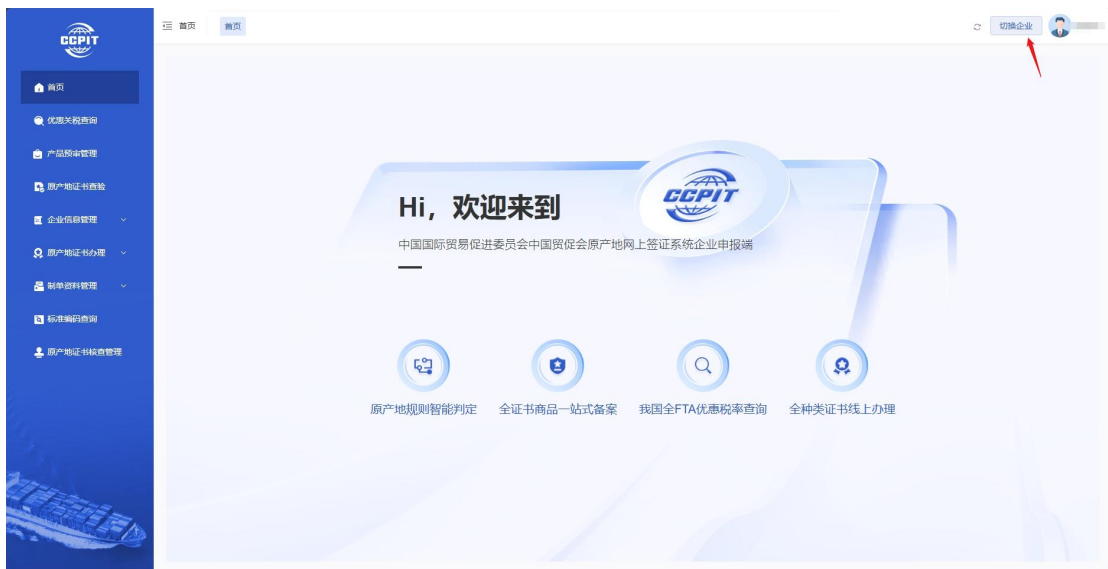 CCPIT
首页
优惠关税查询
产品预审管理
原产地证书查验
企业信息管理
原产地证书办理
制单资料管理
标准编码查询
原产地证书核查管理
首页
首页
切换企业
CCPIT
Hi，欢迎来到
中国国际贸易促进委员会中国贸促会原产地网上签证系统企业申报端
原产地规则智能判定
全证书商品一站式备案
我国全FTA优惠税率查询
全种类证书线上办理